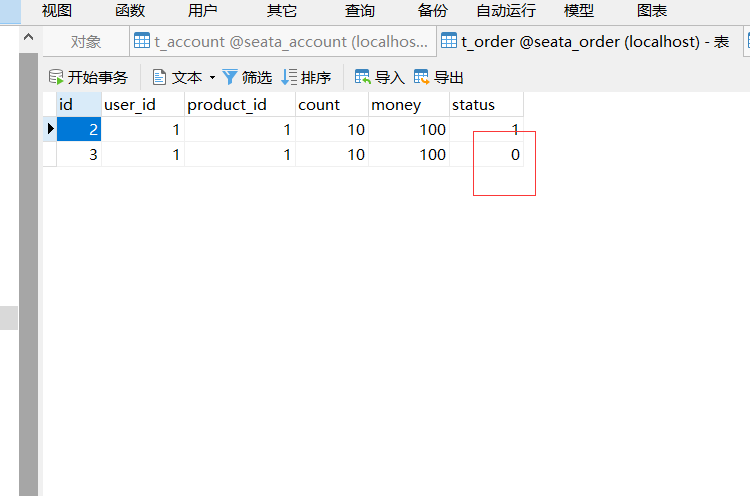 视图 函数 用户 其它 查询 备份 自动运行 模型 图表
对象 t_account @seata_account (localhos... t_order @seata_order (localhost) - 表
开始事务 文本 筛选 排序 导入 导出
id user_id product_id count money status
2 1 1 10 100 1
3 1 1 10 100 0